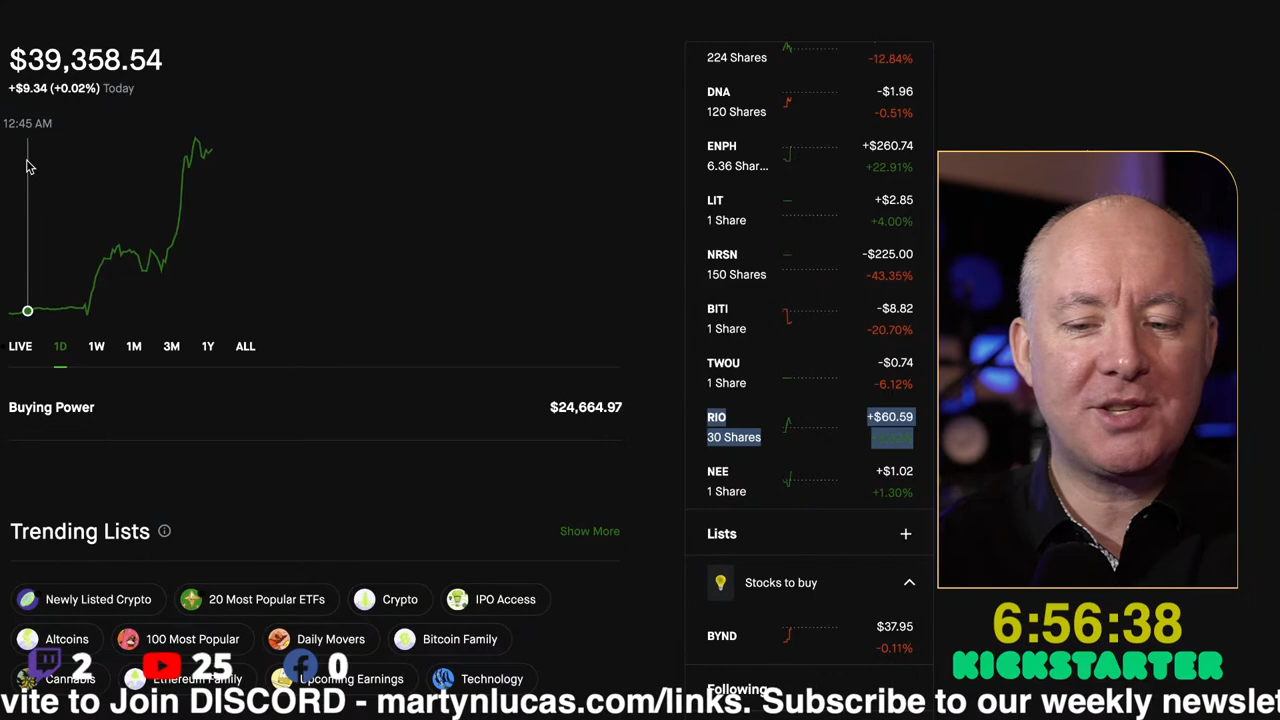 $39,358.54
+$9.34 (+0.02%) Today
12:45 AM
LIVE 1D 1W 1M 3M 1Y ALL
Buying Power $24,664.97
Trending Lists
Show More
Newly Listed Crypto
20 Most Popular ETFs
Crypto
IPO Access
Altcoins
100 Most Popular
Daily Movers
Bitcoin Family
Cannabis
Ethereum Family
Upcoming Earnings
Technology
224 Shares -12.84%
DNA -$1.96
120 Shares -0.51%
ENPH +$260.74
6.36 Shar... +22.91%
LIT +$2.85
1 Share +4.00%
NRSN -$225.00
150 Shares -43.35%
BITI -$8.82
1 Share -20.70%
TWOU -$0.74
1 Share -6.12%
RIO +$60.59
30 Shares
NEE +$1.02
1 Share +1.30%
Lists +
Stocks to buy
BYND $37.95
-0.11%
Following
6:56:38
KICKSTARTER
2 25 0
vite to Join DISCORD - martynlucas.com/links. Subscribe to our weekly newslet